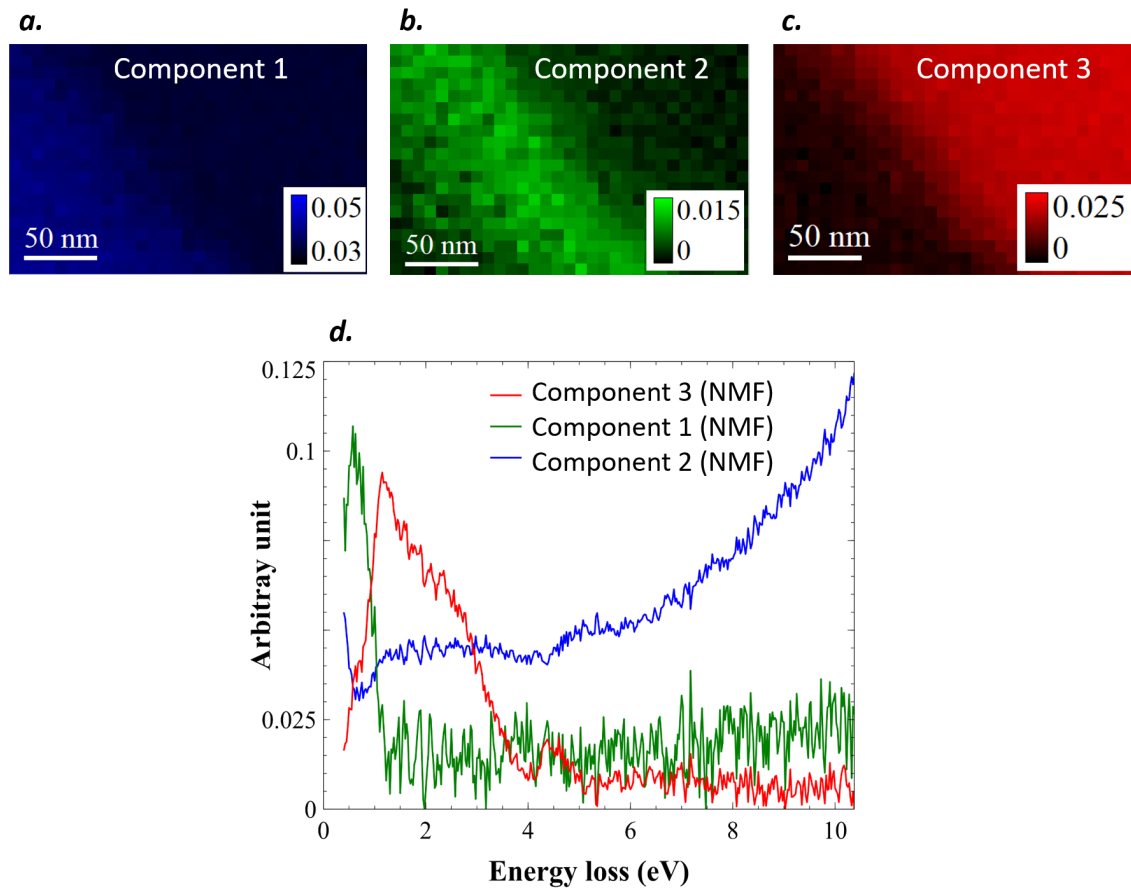 a.
b.
c.
Component 1
Component 2
Component 3
0.05
0.03
50 nm
0.015
0
50 nm
0.025
0
50 nm
d.
0.125
0.1
0.025
0
Component 3 (NMF)
Component 1 (NMF)
Component 2 (NMF)
Arbitray unit
0 2 4 6 8 10
Energy loss (eV)